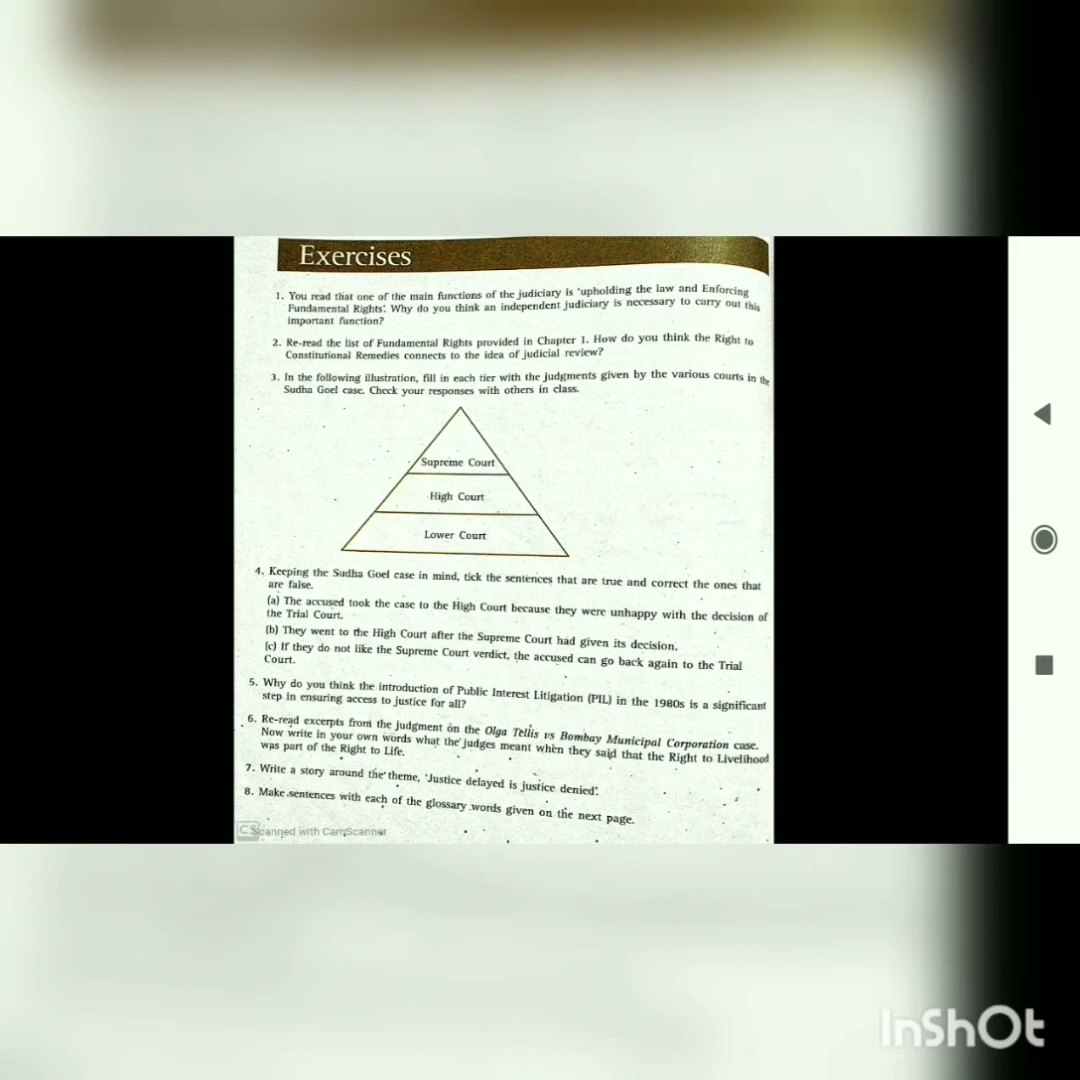 Exercises
1. You read that one of the main functions of the judiciary is 'upholding the law and Enforcing
Fundamental Rights'. Why do you think an independent judiciary is necessary to carry out this
important function?
2. Re-read the list of Fundamental Rights provided in Chapter 1. How do you think the Right to
Constitutional Remedies connects to the idea of judicial review?
3. In the following illustration, fill in each tier with the judgments given by the various courts in the
Sudha Goel case. Check your responses with others in class.
Supreme Court
High Court
Lower Court
4. Keeping the Sudha Goel case in mind, tick the sentences that are true and correct the ones that
are false.
(a) The accused took the case to the High Court because they were unhappy with the decision of
the Trial Court.
(b) They went to the High Court after the Supreme Court had given its decision.
(c) If they do not like the Supreme Court verdict, the accused can go back again to the Trial
Court.
5. Why do you think the introduction of Public Interest Litigation (PIL) in the 1980s is a significant
step in ensuring access to justice for all?
6. Re-read excerpts from the judgment on the Olga Tellis vs Bombay Municipal Corporation case.
Now write in your own words what the judges meant when they said that the Right to Livelihood
was part of the Right to Life.
7. Write a story around the theme, 'Justice delayed is justice denied'.
8. Make sentences with each of the glossary words given on the next page.
CS Scanned with CamScanner
InShOt